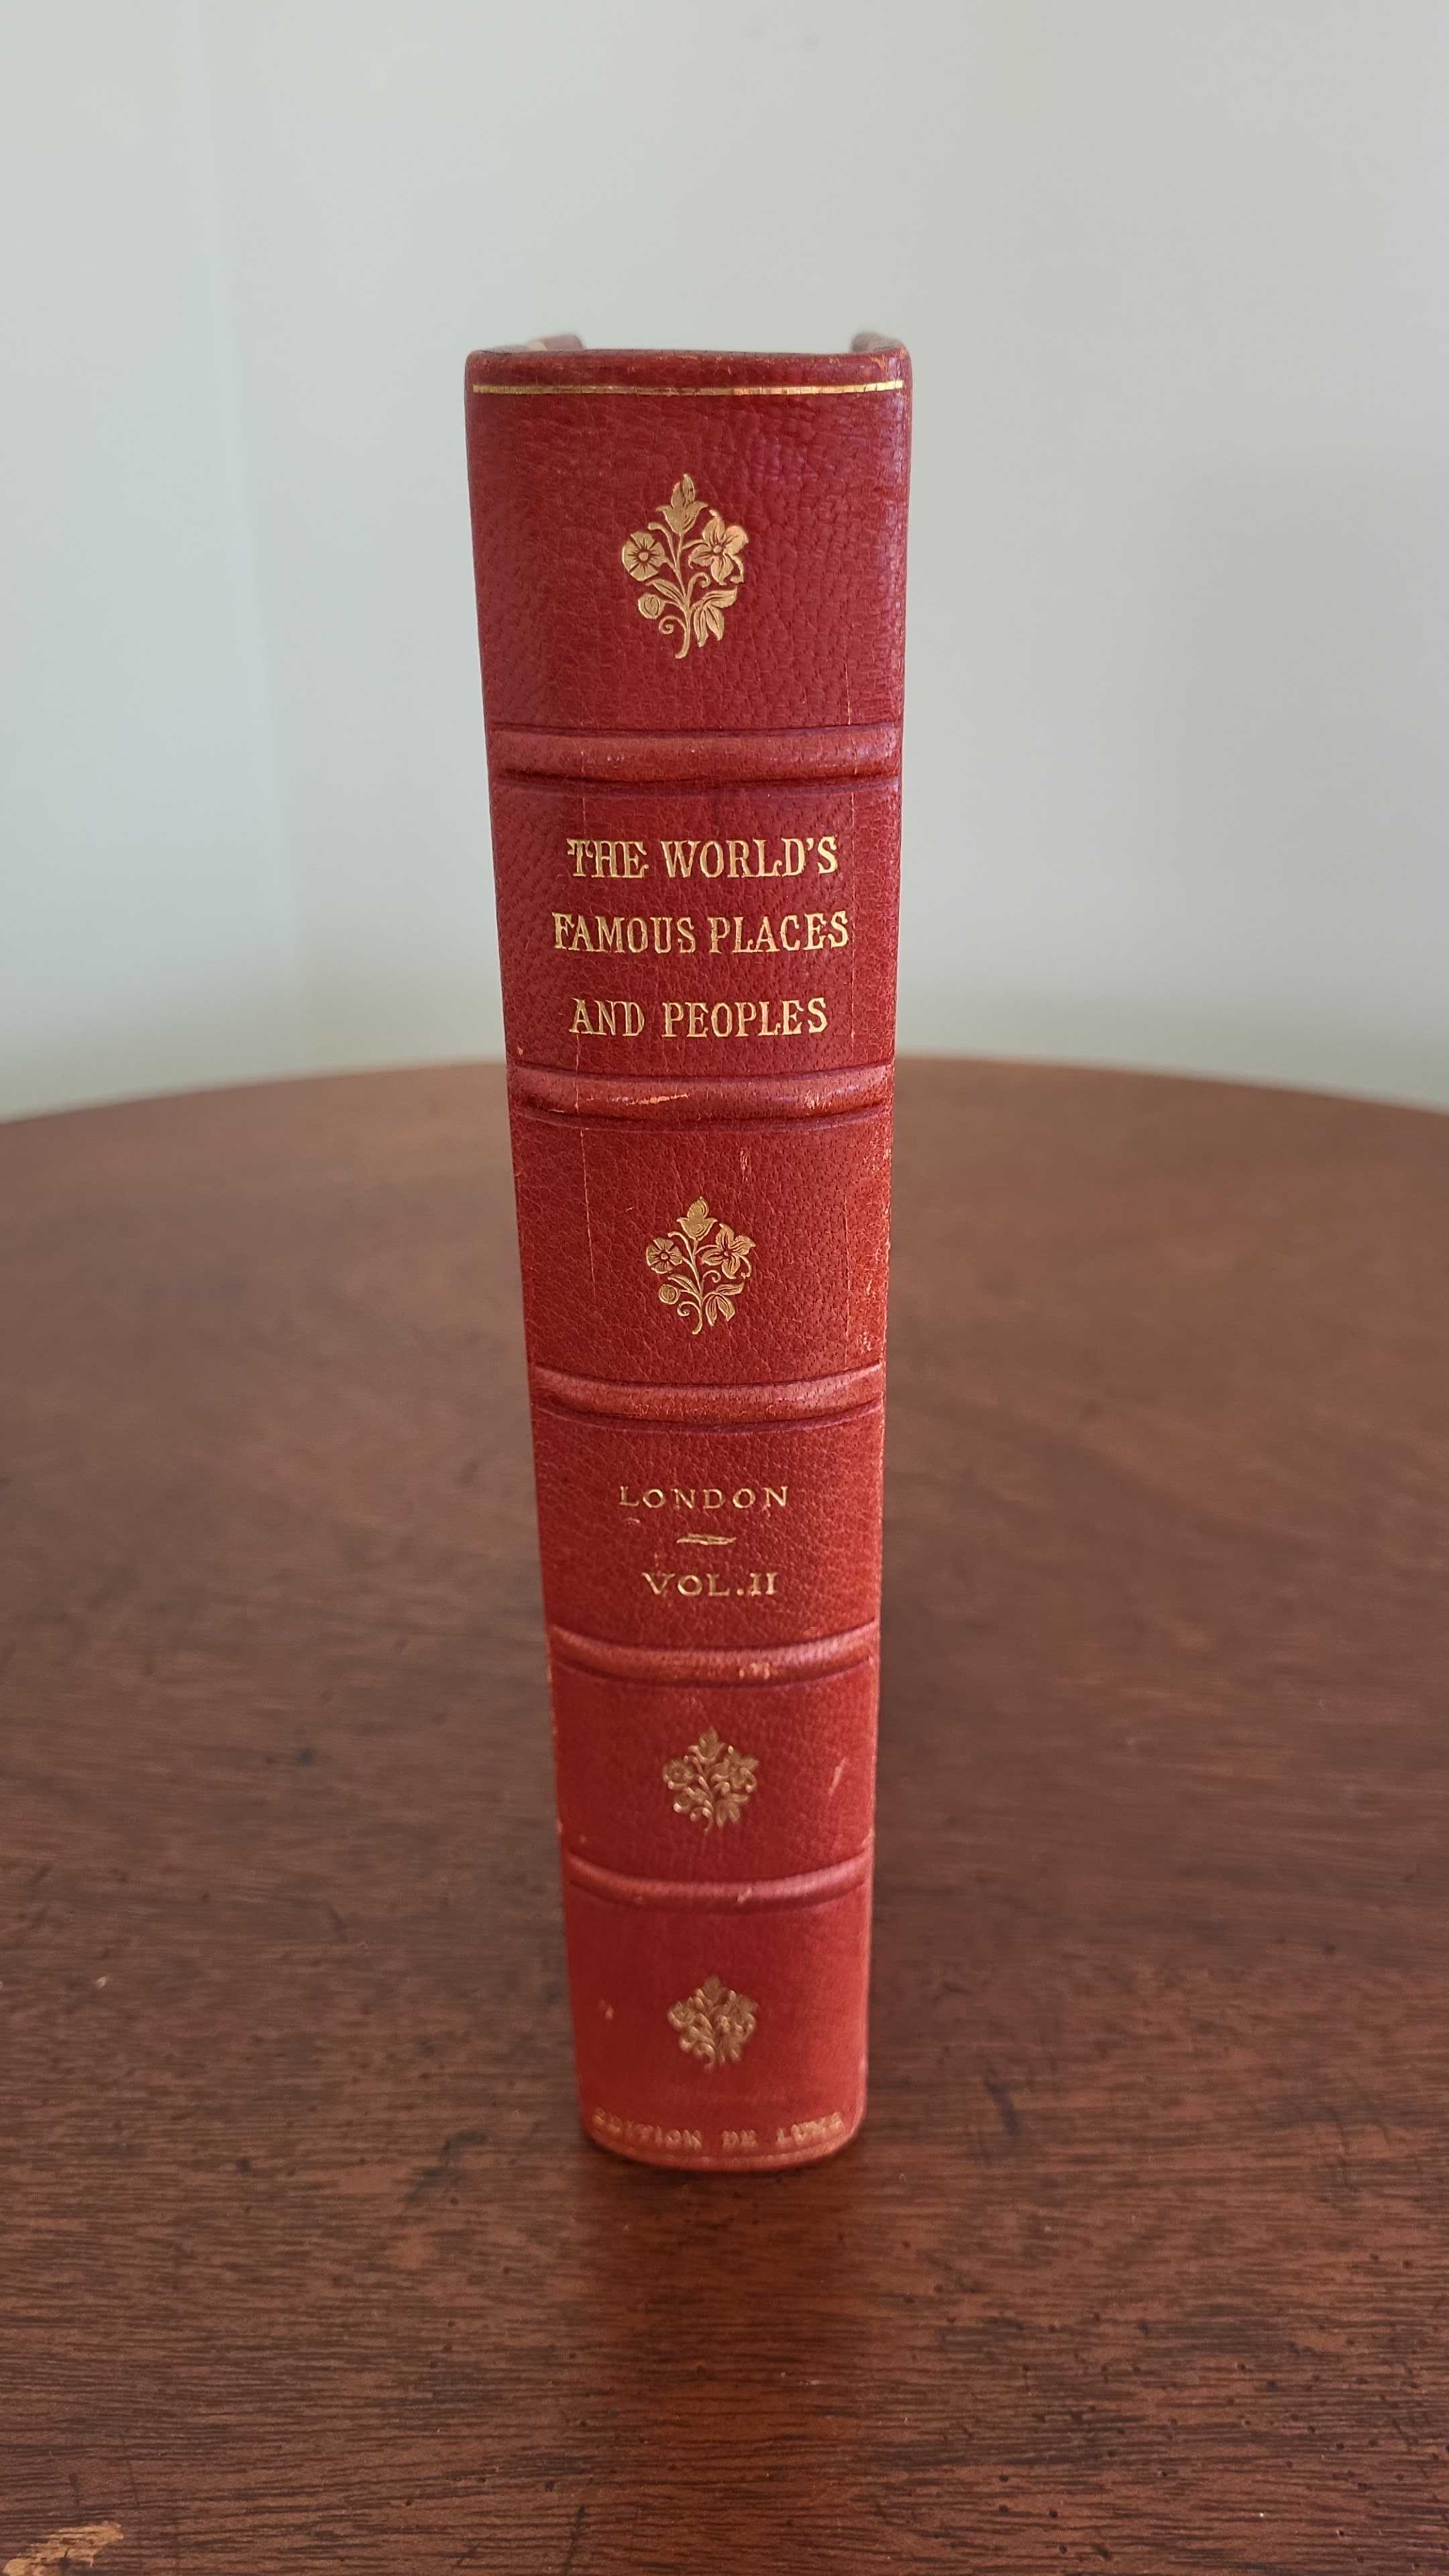 THE WORLD'S
FAMOUS PLACES
AND PEOPLES
LONDON
VOL. II
EDITION DE LUXE